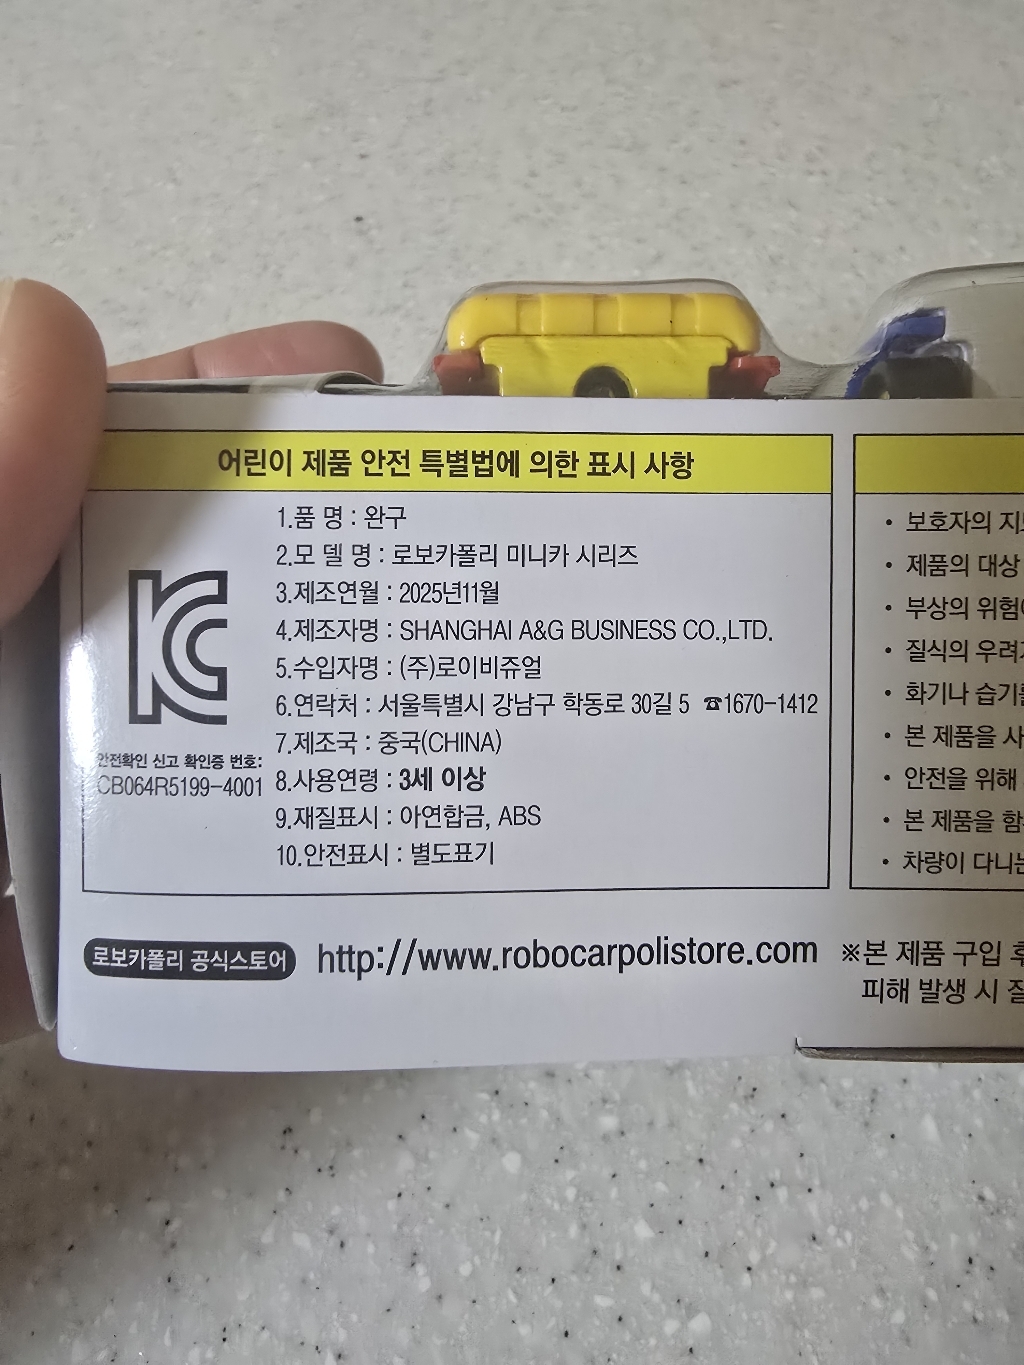 어린이 제품 안전 특별법에 의한 표시 사항
KC
안전확인 신고 확인증 번호:
CB064R5199-4001
1.품 명 : 완구
2.모 델 명 : 로보카폴리 미니카 시리즈
3.제조연월 : 2025년11월
4.제조자명 : SHANGHAI A&G BUSINESS CO.,LTD.
5.수입자명 : (주)로이비쥬얼
6.연락처 : 서울특별시 강남구 학동로 30길 5 ☎1670-1412
7.제조국 : 중국(CHINA)
8.사용연령 : 3세 이상
9.재질표시 : 아연합금, ABS
10.안전표시 : 별도표기
• 보호자의
• 제품의 대상
• 부상의
• 질식의
• 화기나
• 본 제품을
• 안전을 위해
• 본 제품을
• 차량이
로보카폴리 공식스토어 http://www.robocarpolistore.com
※본 제품 구입 후
피해 발생 시